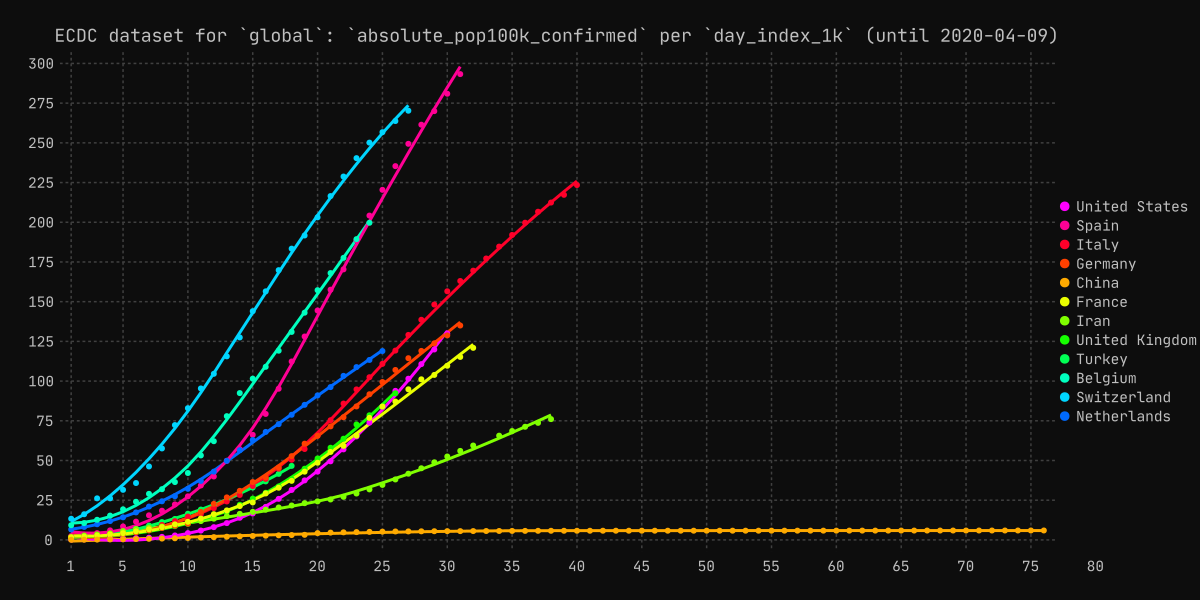 ECDC dataset for `global`: `absolute_pop100k_confirmed` per `day_index_1k` (until 2020-04-09)
300
275
250
225
200
175
150
125
100
75
50
25
0
1 5 10 15 20 25 30 35 40 45 50 55 60 65 70 75 80
United States
Spain
Italy
Germany
China
France
Iran
United Kingdom
Turkey
Belgium
Switzerland
Netherlands